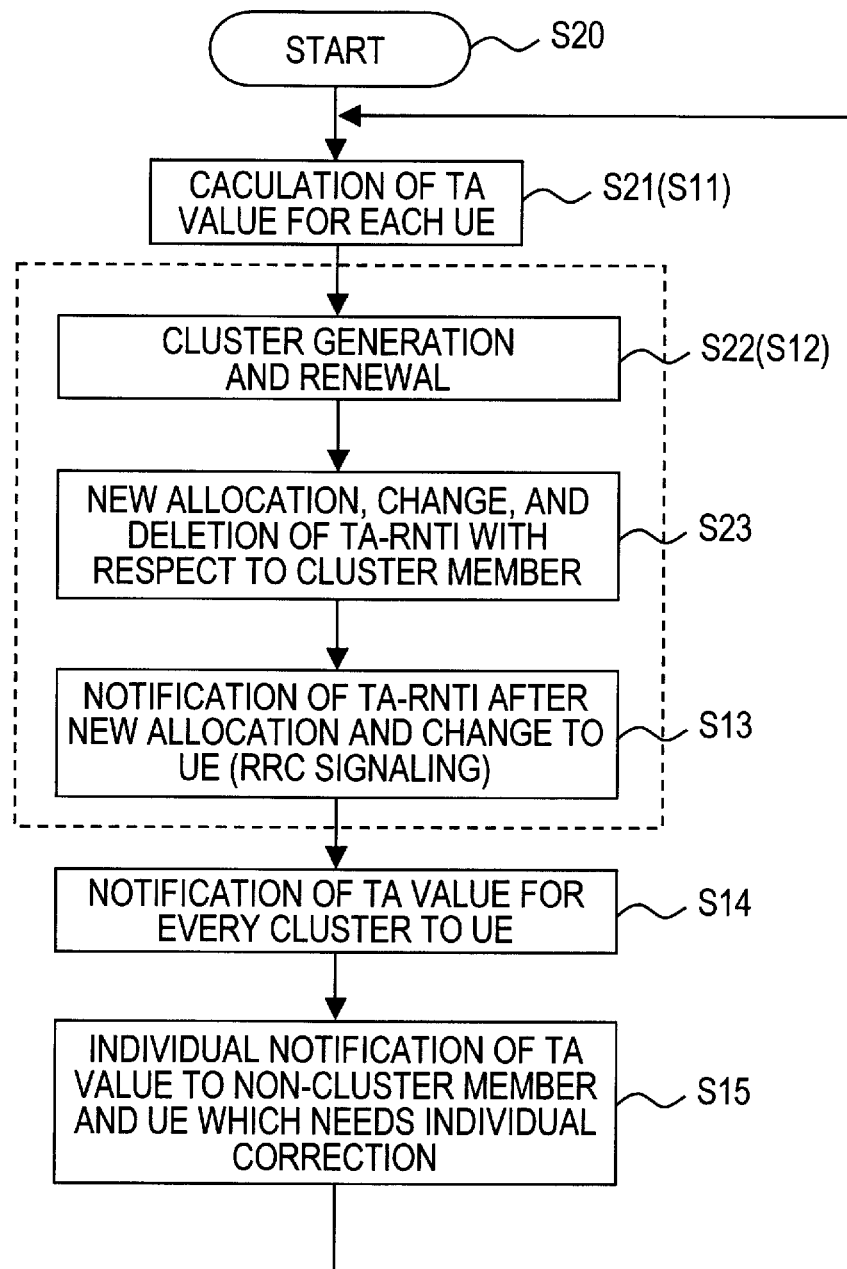 START
S20
CACULATION OF TA
VALUE FOR EACH UE
S21(S11)
CLUSTER GENERATION
AND RENEWAL
S22(S12)
NEW ALLOCATION, CHANGE, AND
DELETION OF TA-RNTI WITH
RESPECT TO CLUSTER MEMBER
S23
NOTIFICATION OF TA-RNTI AFTER
NEW ALLOCATION AND CHANGE TO
UE (RRC SIGNALING)
S13
NOTIFICATION OF TA VALUE FOR
EVERY CLUSTER TO UE
S14
INDIVIDUAL NOTIFICATION OF TA
VALUE TO NON-CLUSTER MEMBER
AND UE WHICH NEEDS INDIVIDUAL
CORRECTION
S15